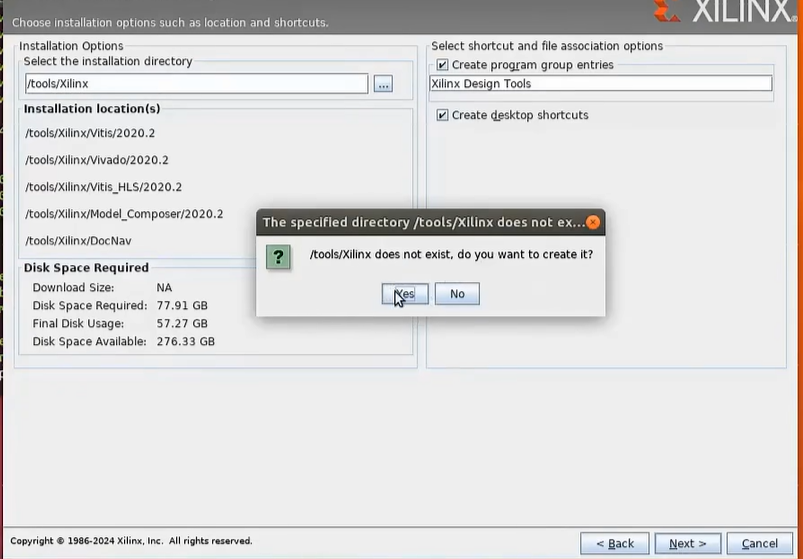 Choose installation options such as location and shortcuts.
XILINX
Installation Options
Select the installation directory
/tools/Xilinx
...
Installation location(s)
/tools/Xilinx/Vitis/2020.2
/tools/Xilinx/Vivado/2020.2
/tools/Xilinx/Vitis_HLS/2020.2
/tools/Xilinx/Model_Composer/2020.2
/tools/Xilinx/DocNav
Disk Space Required
Download Size: NA
Disk Space Required: 77.91 GB
Final Disk Usage: 57.27 GB
Disk Space Available: 276.33 GB
Select shortcut and file association options
Create program group entries
Xilinx Design Tools
Create desktop shortcuts
The specified directory /tools/Xilinx does not ex...
/tools/Xilinx does not exist, do you want to create it?
Yes No
Copyright © 1986-2024 Xilinx, Inc. All rights reserved.
< Back Next > Cancel